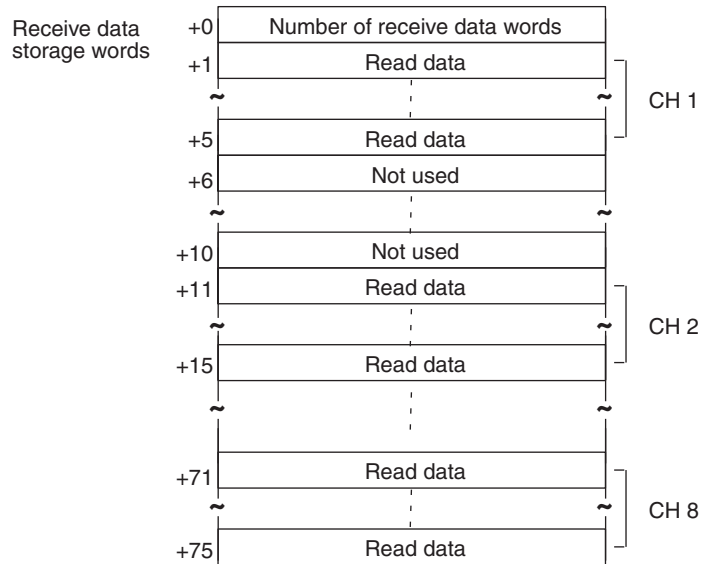 Receive data
storage words
+0 Number of receive data words
+1 Read data
CH 1
+5 Read data
+6 Not used
+10 Not used
+11 Read data
CH 2
+15 Read data
+71 Read data
CH 8
+75 Read data